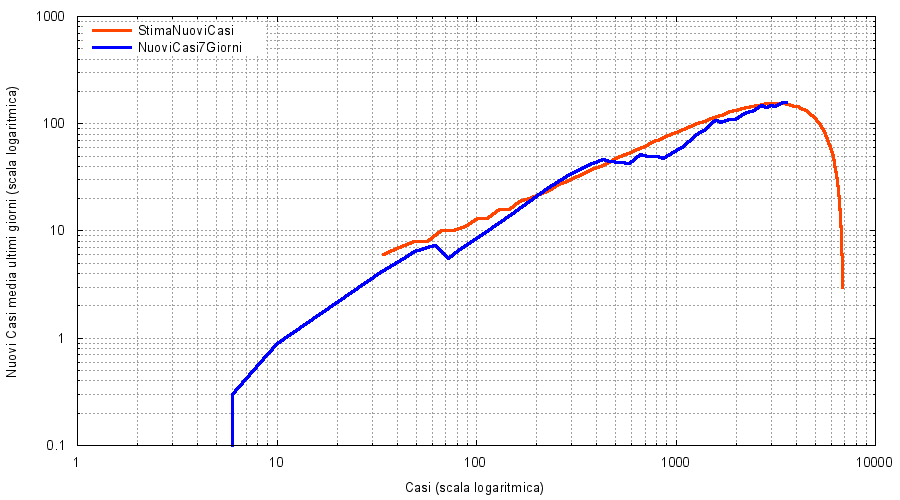 1000
StimaNuoviCasi
NuoviCasi7Giorni
100
10
1
0.1
Nuovi Casi media ultimi giorni (scala logaritmica)
1
10
100
1000
10000
Casi (scala logaritmica)